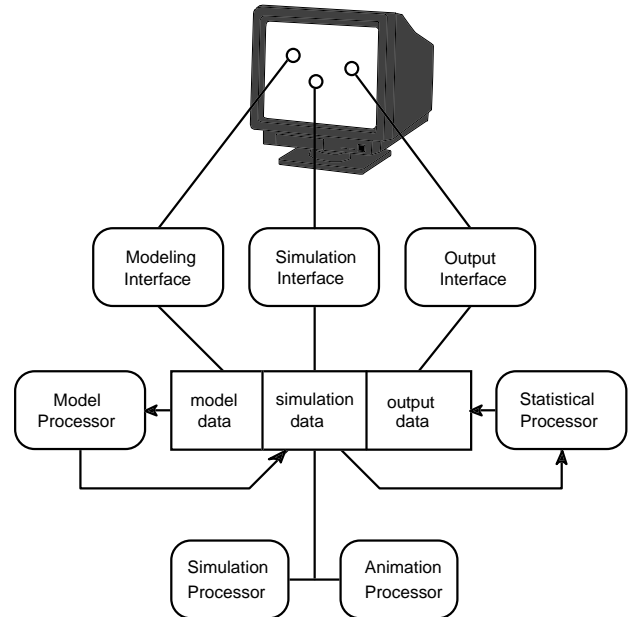 Modeling
Interface
Simulation
Interface
Output
Interface
Model
Processor
model
data
simulation
data
output
data
Statistical
Processor
Simulation
Processor
Animation
Processor